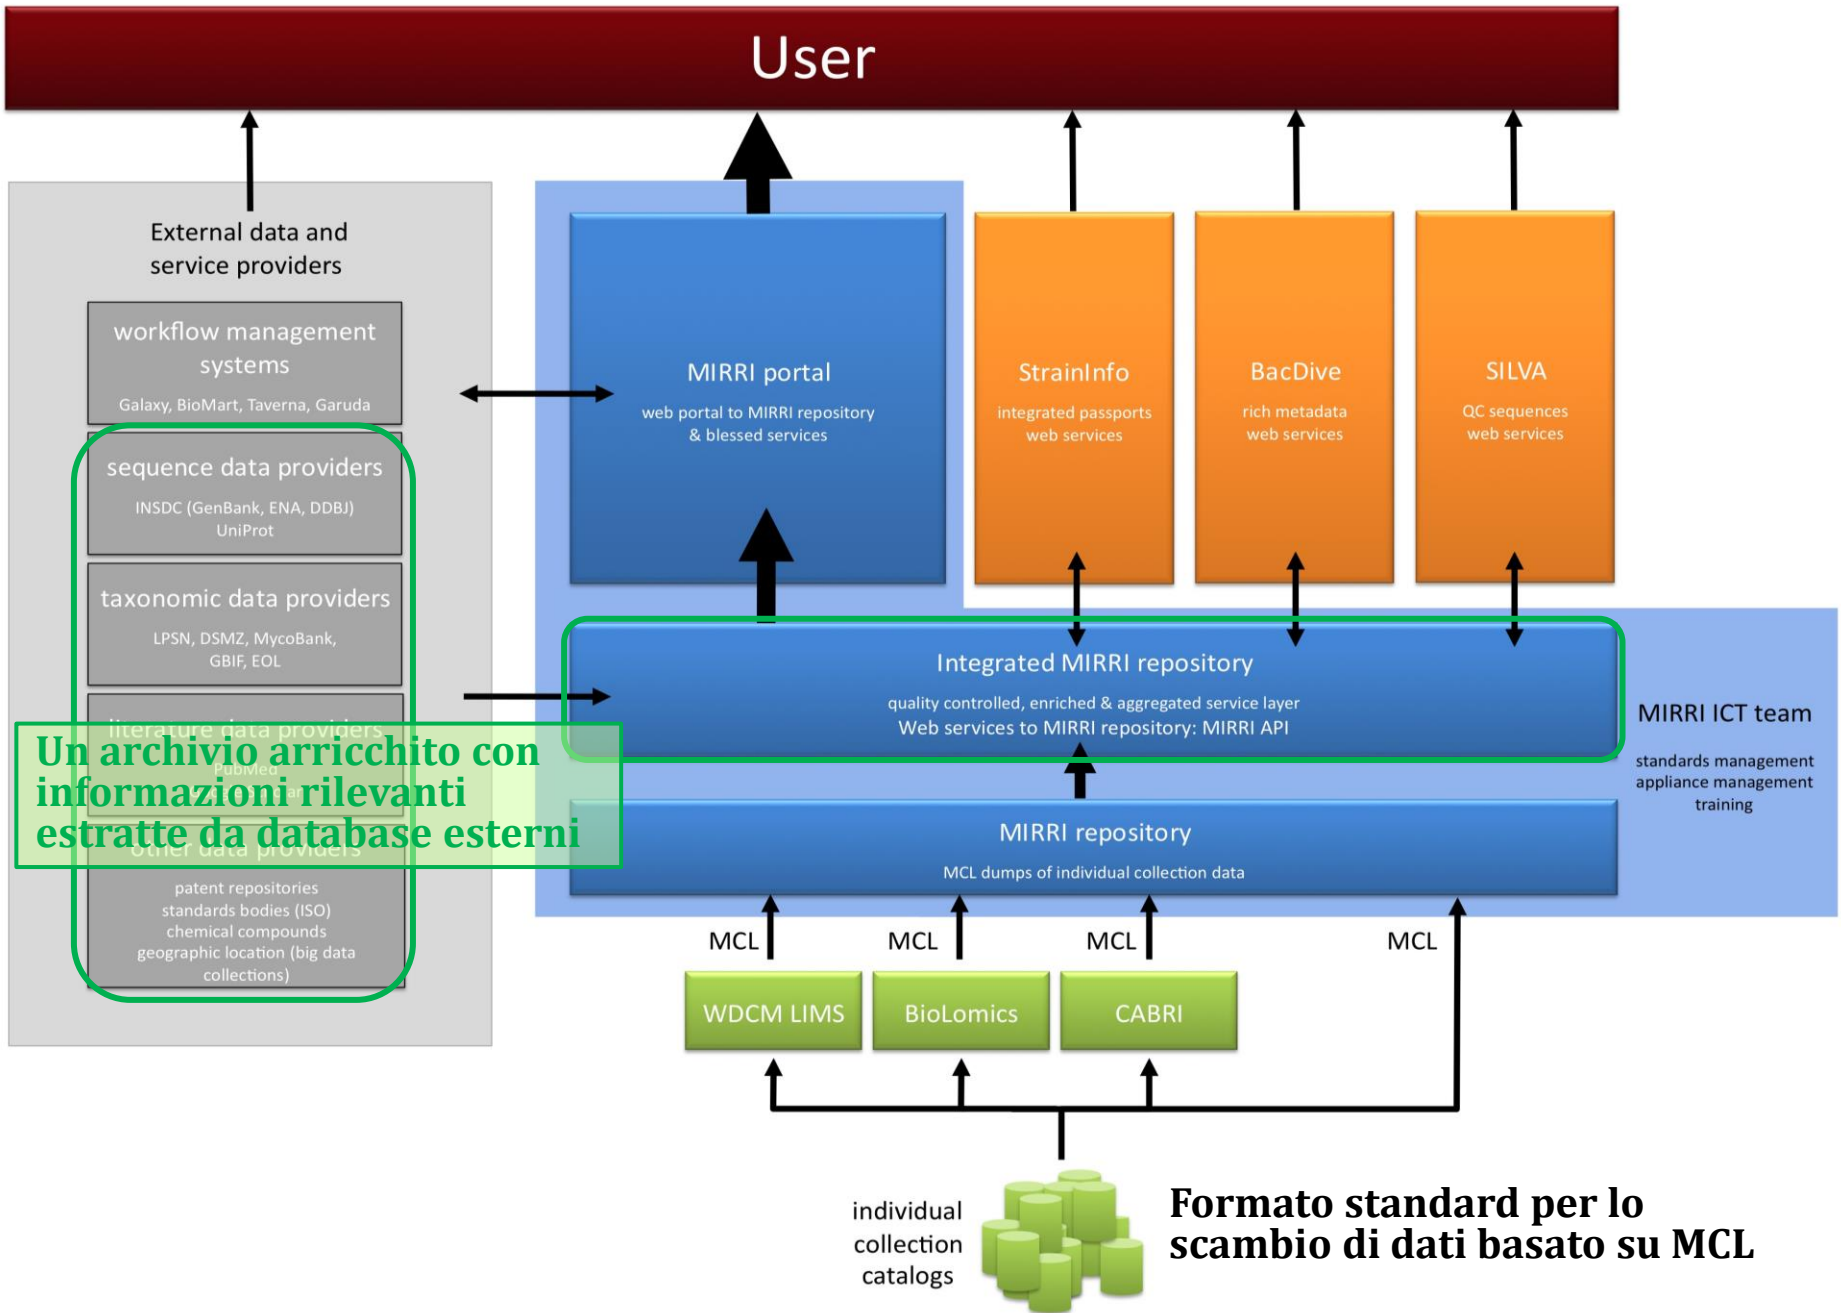 User
External data and
service providers
workflow management
systems
Galaxy, BioMart, Taverna, Garuda
sequence data providers
INSDC (GenBank, ENA, DDBJ)
UniProt
taxonomic data providers
LPSN, DSMZ, MycoBank,
GBIF, EOL
literature data providers
PubMed
Un archivio arricchito con
informazioni rilevanti
estratte da database esterni
other data providers
patent repositories
standards bodies (ISO)
chemical compounds
geographic location (big data
collections)
MIRRI portal
web portal to MIRRI repository
& blessed services
StrainInfo
integrated passports
web services
BacDive
rich metadata
web services
SILVA
QC sequences
web services
Integrated MIRRI repository
quality controlled, enriched & aggregated service layer
Web services to MIRRI repository: MIRRI API
MIRRI ICT team
standards management
appliance management
training
MIRRI repository
MCL dumps of individual collection data
MCL
MCL
MCL
MCL
WDCM LIMS
BioLomics
CABRI
individual
collection
catalogs
Formato standard per lo
scambio di dati basato su MCL